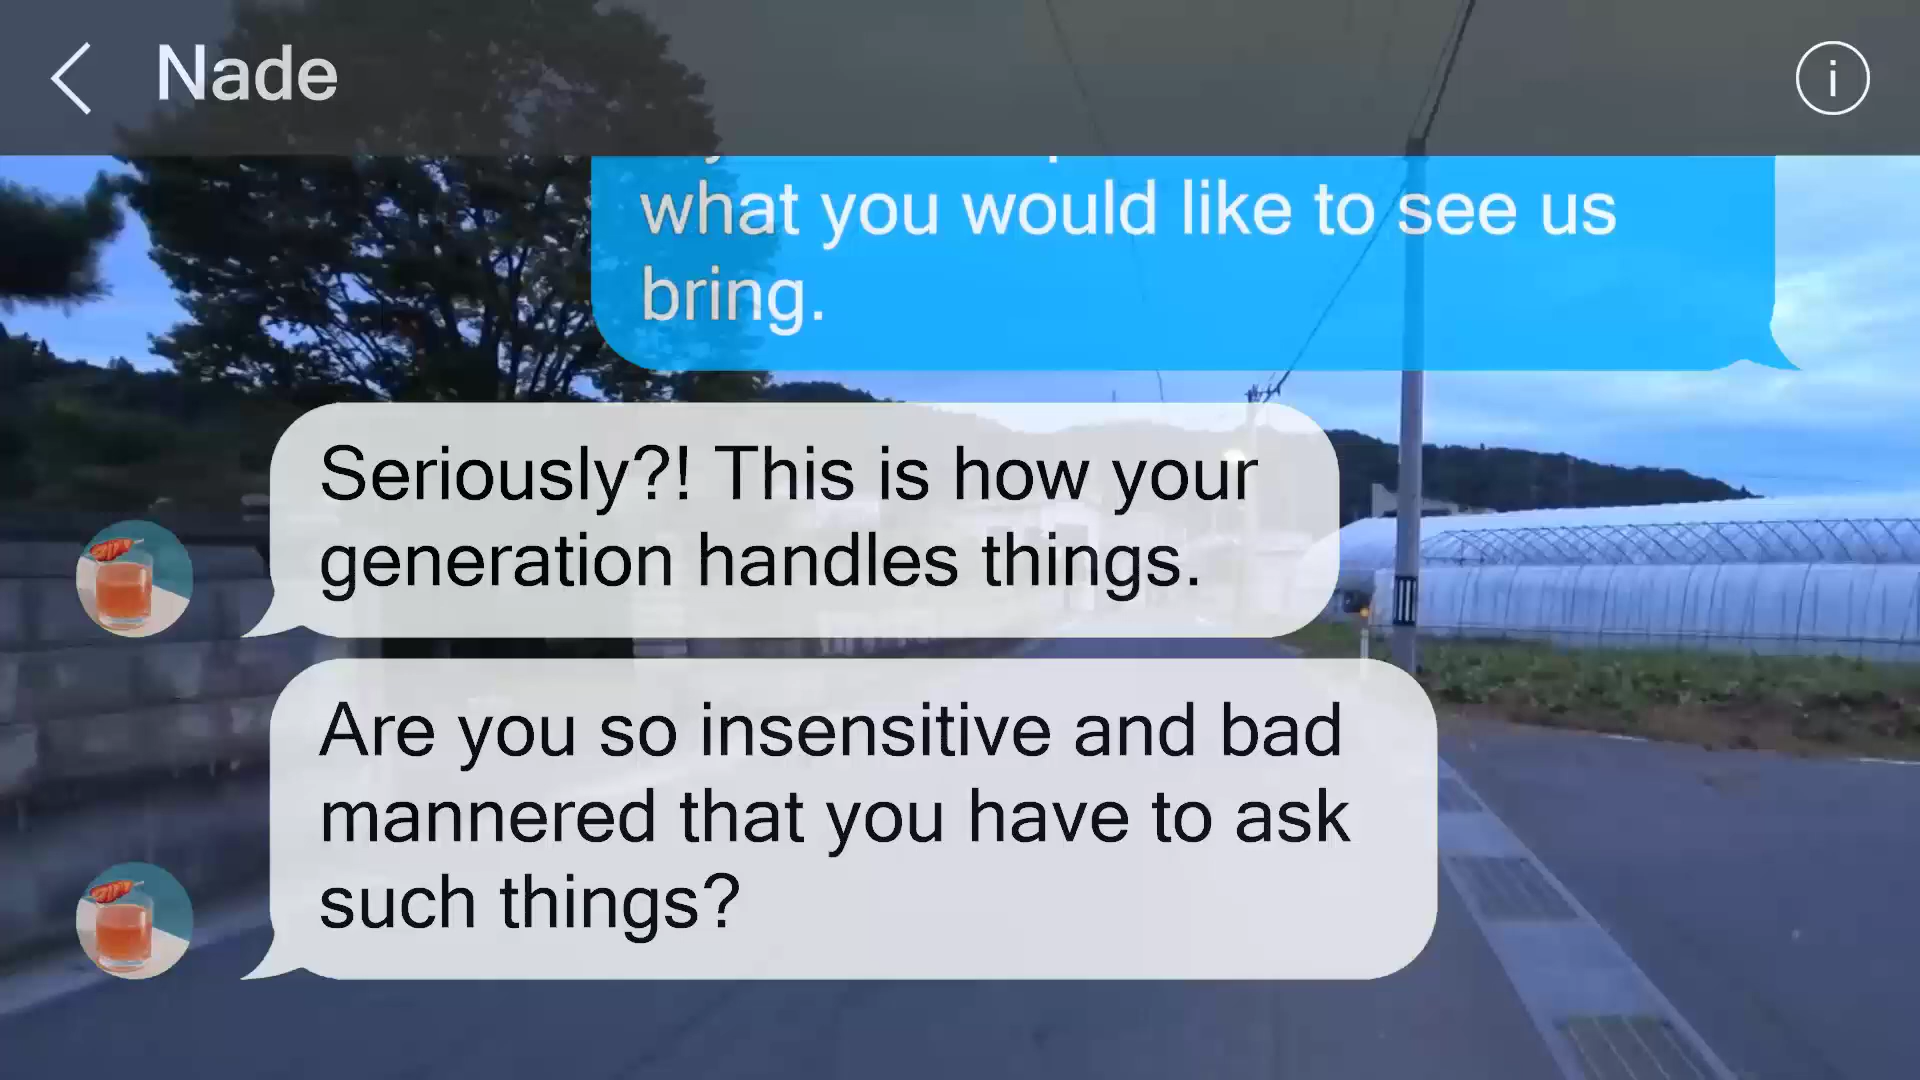 Nade
what you would like to see us
bring.
Seriously?! This is how your
generation handles things.
Are you so insensitive and bad
mannered that you have to ask
such things?